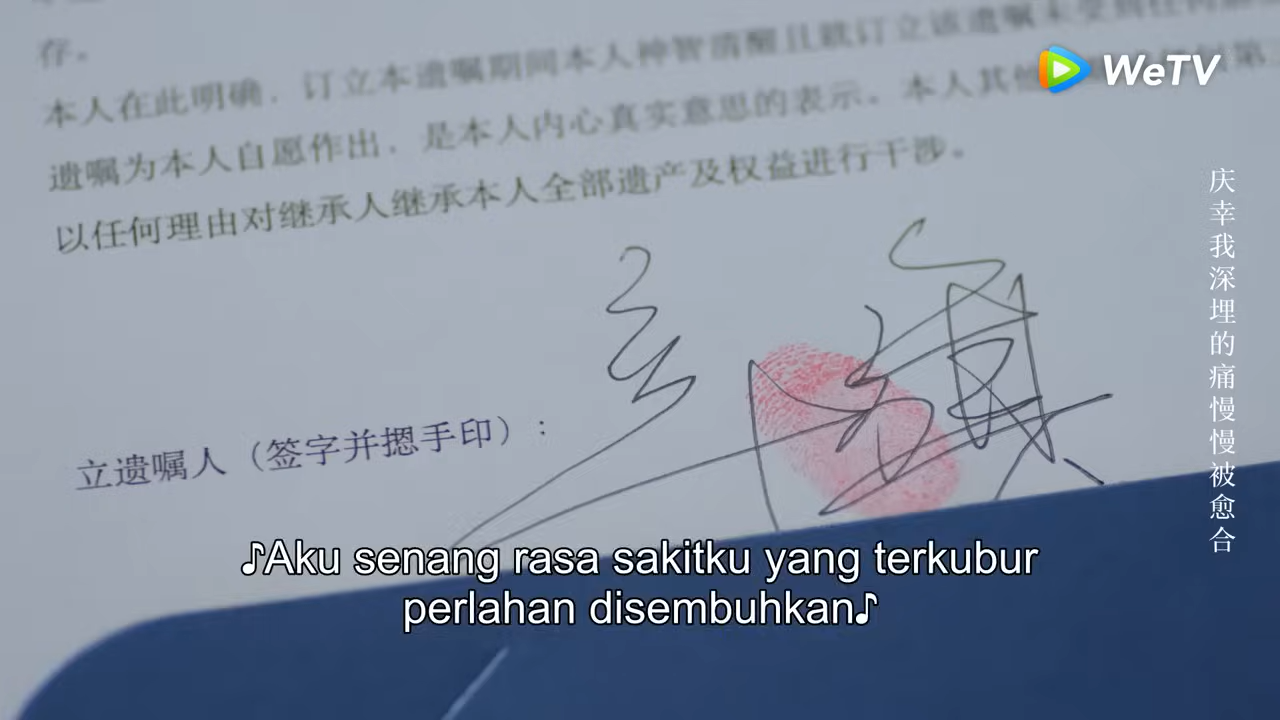 存。
本人在此明确，订立本遗嘱期间本人神智清醒且就订立该遗嘱未受到任何
遗嘱为本人自愿作出，是本人内心真实意思的表示。本人其他
以任何理由对继承人继承本人全部遗产及权益进行干涉。
立遗嘱人（签字并摁手印）：
WeTV
庆幸我深埋的痛慢慢被愈合
♪Aku senang rasa sakitku yang terkubur
perlahan disembuhkan♪